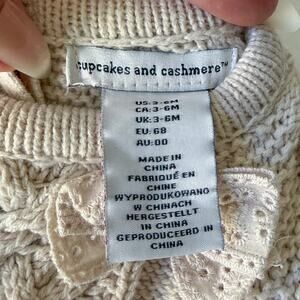 cupcakes and cashmere™
US:3-6M
CA:3-6M
UK:3-6M
EU:68
AU:00
MADE IN
CHINA
FABRIQUÉ EN
CHINE
WYPRODUKOWANO
W CHINACH
HERGESTELLT
IN CHINA
GEPRODUCEERD IN
CHINA